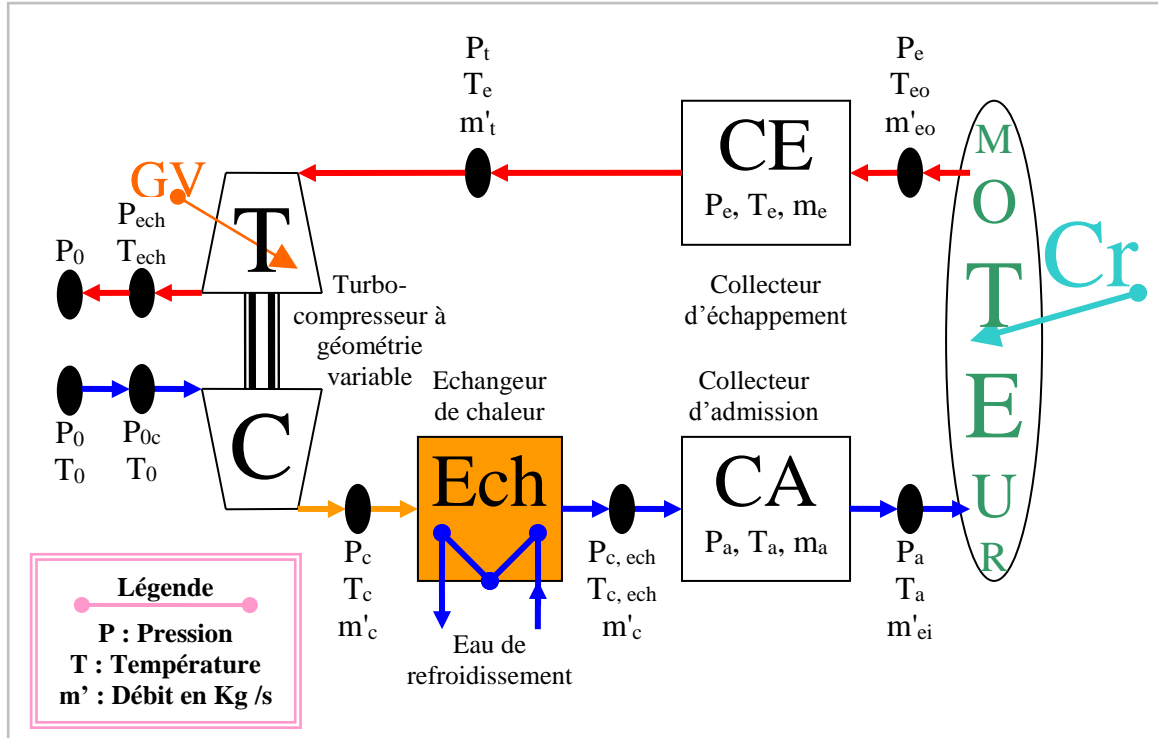 Pt
Te
m't
Pe
Teo
m'eo
CE
Pe, Te, me
Collecteur
d'échappement
MOTEUR
Cr
GV
T
Pech
Tech
P0
Turbo-
compresseur à
géométrie
variable
P0
T0
P0c
T0
C
Echangeur
de chaleur
Ech
Collecteur
d'admission
CA
Pa, Ta, ma
Pc
Tc
m'c
Pc, ech
Tc, ech
m'c
Pa
Ta
m'ei
Eau de
refroidissement
Légende
P : Pression
T : Température
m' : Débit en Kg /s